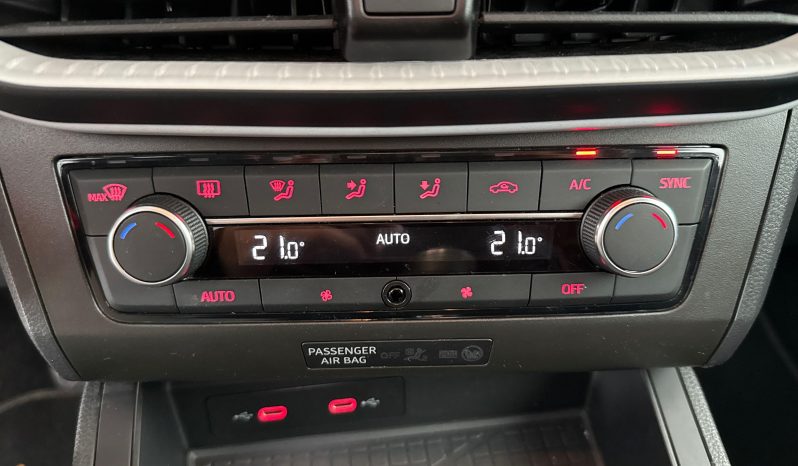 MAX
A/C
SYNC
21.0°
AUTO
21.0°
AUTO
OFF
PASSENGER
AIR BAG
OFF